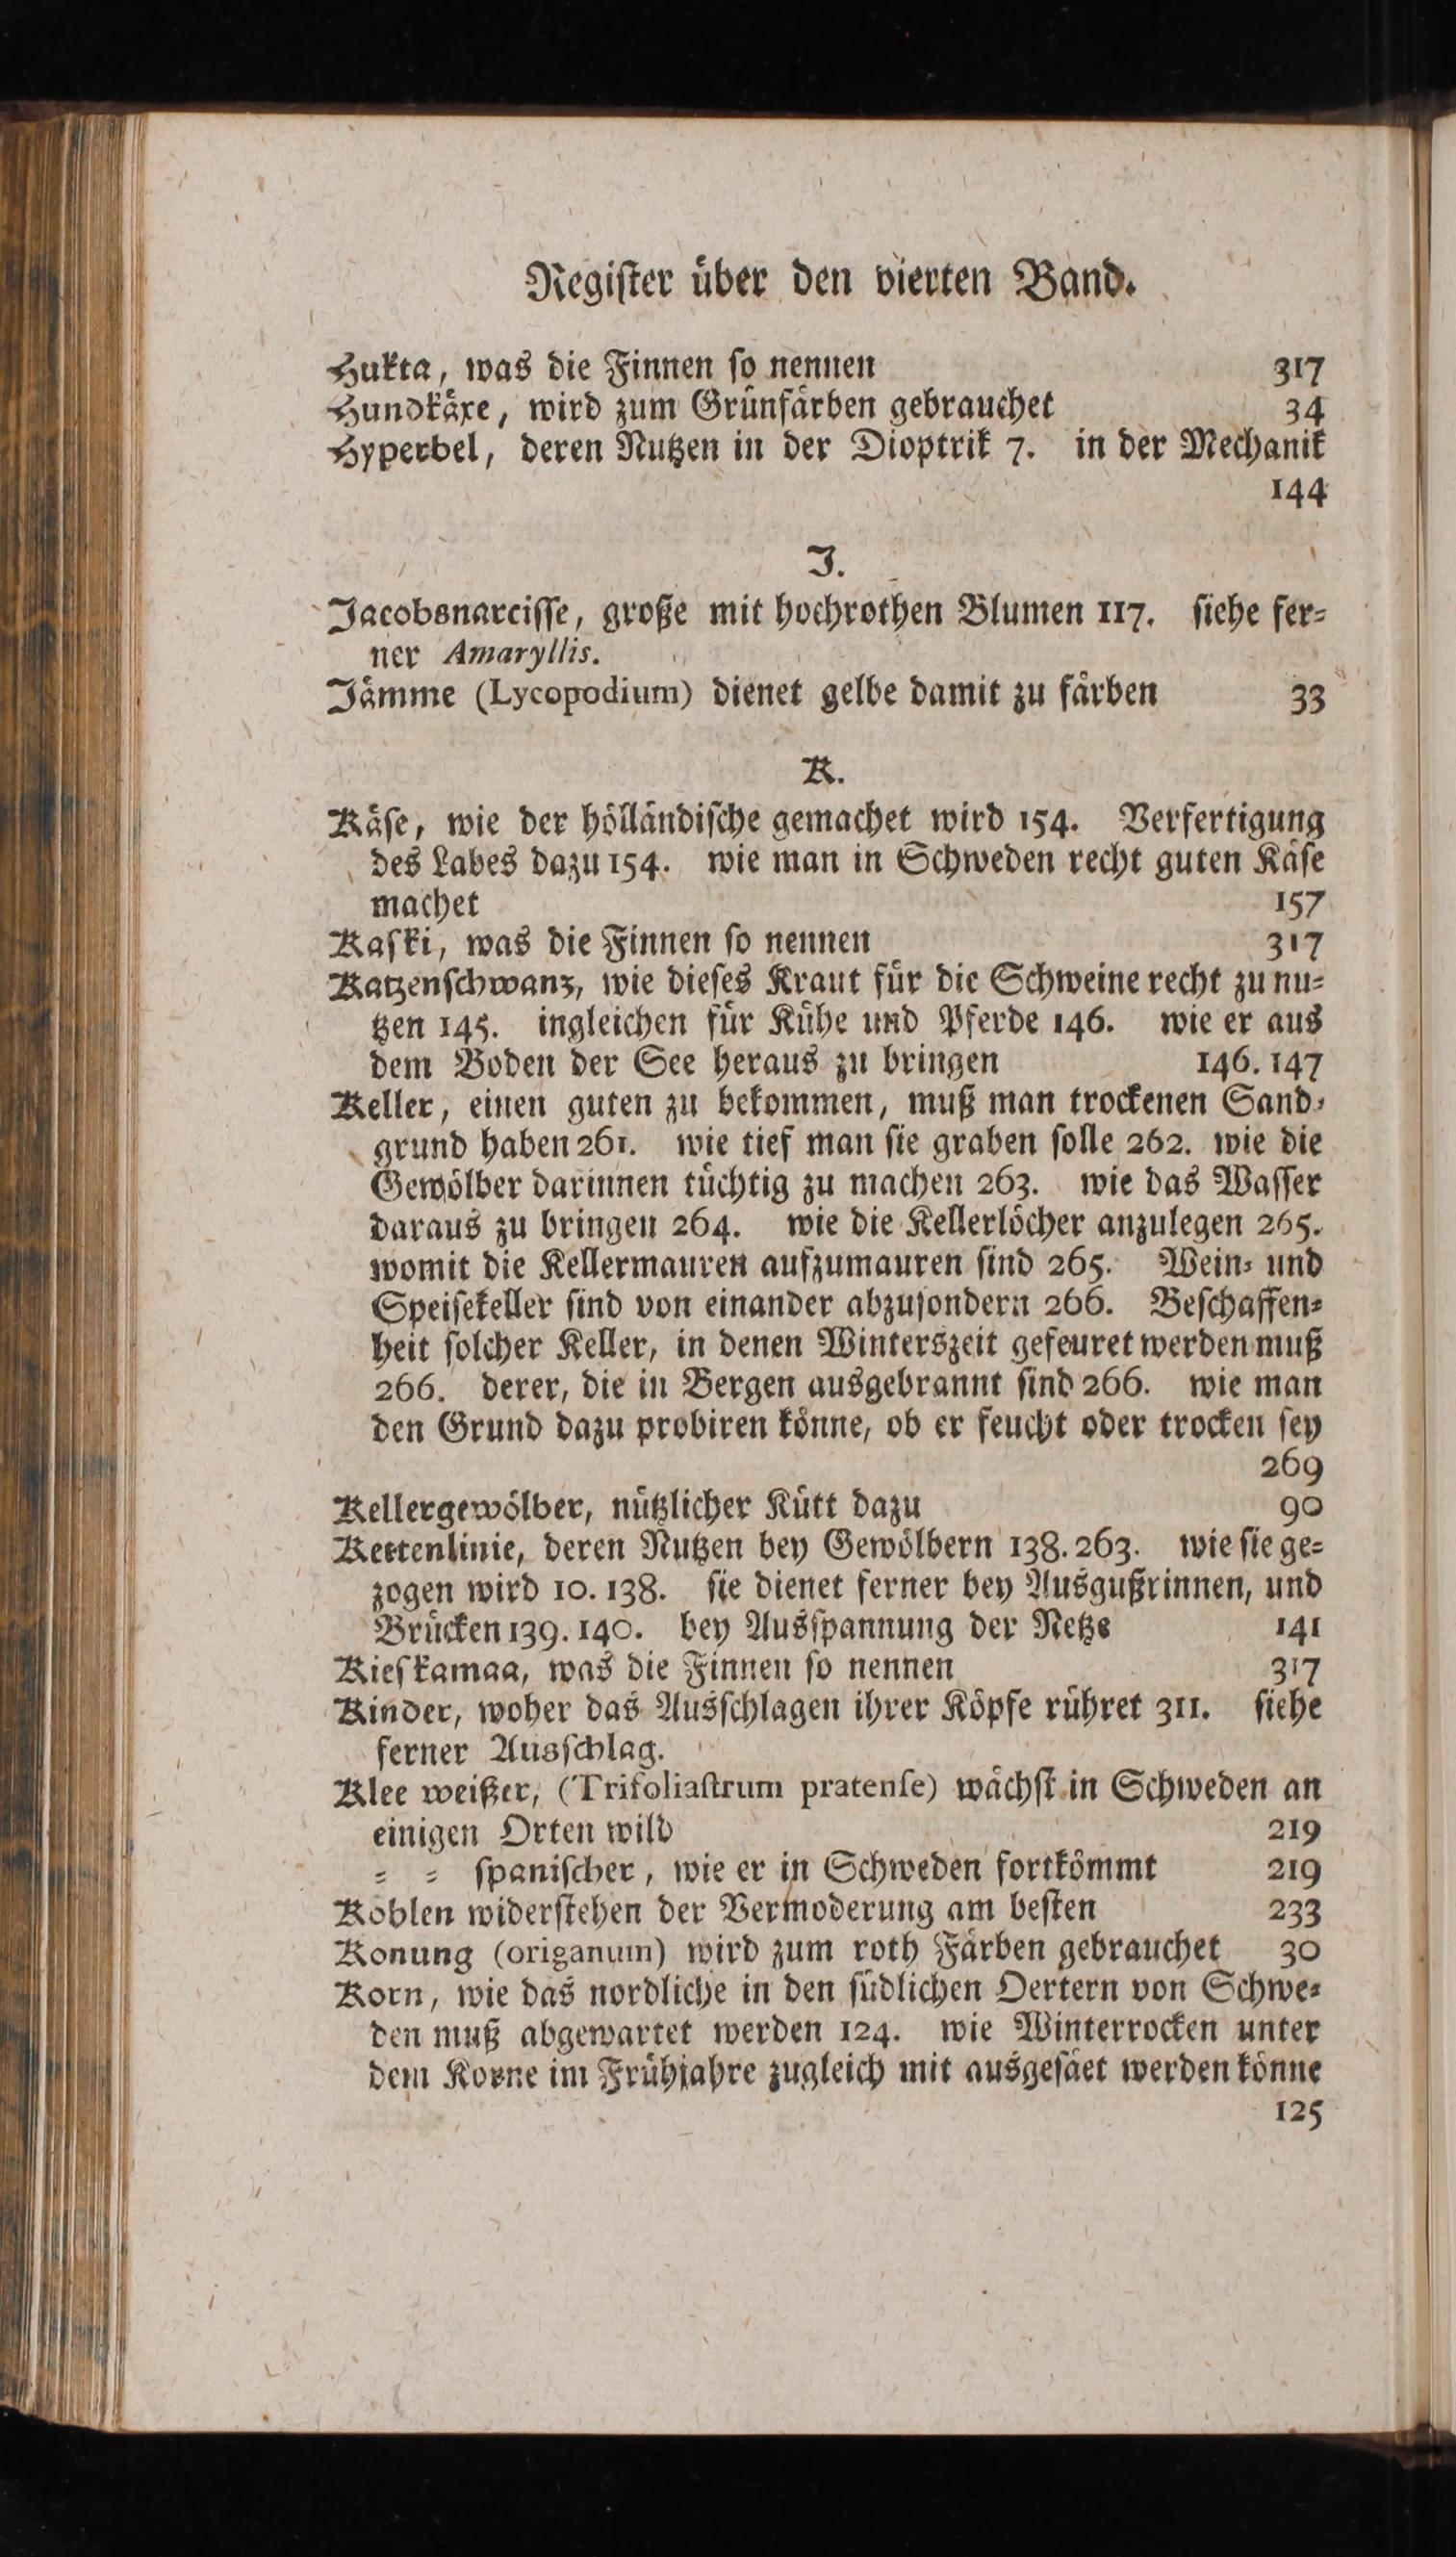 Regiſter über den vierten Band.
Hukta, was die Finnen ſo nennen 317
Hundkäxe, wird zum Grünfärben gebrauchet 34
Hyperbel, deren Nutzen in der Dioptrik 7. in der Mechanik
144
J.
Jacobsnarciſſe, große mit hochrothen Blumen 117. ſiehe fer⸗
ner Amaryllis.
Jämme (Lycopodium) dienet gelbe damit zu färben 33
K.
Käſe, wie der hölländiſche gemachet wird 154. Verfertigung
des Labes dazu 154. wie man in Schweden recht guten Käſe
machet 157
Kaſki, was die Finnen ſo nennen 317
Katzenſchwanz, wie dieſes Kraut für die Schweine recht zu nu⸗
tzen 145. ingleichen für Kühe und Pferde 146. wie er aus
dem Boden der See heraus zu bringen 146. 147
Keller, einen guten zu bekommen, muß man trockenen Sand⸗
grund haben 261. wie tief man ſie graben ſolle 262. wie die
Gewölber darinnen tüchtig zu machen 263. wie das Waſſer
daraus zu bringen 264. wie die Kellerlöcher anzulegen 265.
womit die Kellermauren aufzumauren ſind 265. Wein⸗ und
Speiſekeller ſind von einander abzuſondern 266. Beſchaffen⸗
heit ſolcher Keller, in denen Winterszeit gefeuret werden muß
266. derer, die in Bergen ausgebrannt ſind 266. wie man
den Grund dazu probiren könne, ob er feucht oder trocken ſey
269
Kellergewölber, nützlicher Kütt dazu 90
Kettenlinie, deren Nutzen bey Gewölbern 138. 263. wie ſie ge⸗
zogen wird 10. 138. ſie dienet ferner bey Ausgußrinnen, und
Brücken 139. 140. bey Ausſpannung der Netze 141
Kieſkamaa, was die Finnen ſo nennen 317
Kinder, woher das Ausſchlagen ihrer Köpfe rühret 311. ſiehe
ferner Ausſchlag.
Klee weißer, (Trifoliaſtrum pratenſe) wächſt in Schweden an
einigen Orten wild 219
⸗ ⸗ ſpaniſcher, wie er in Schweden fortkömmt 219
Kohlen widerſtehen der Vermoderung am beſten 233
Konung (origanum) wird zum roth Färben gebrauchet 30
Korn, wie das nordliche in den ſüdlichen Oertern von Schwe⸗
den muß abgewartet werden 124. wie Winterrocken unter
dem Korne im Frühjahre zugleich mit ausgeſäet werden könne
125